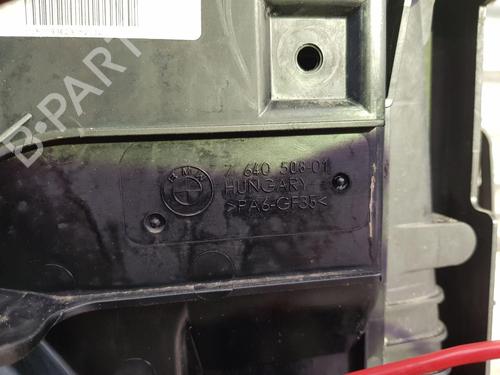 B-PARTS
BMW
7 640 508-01
HUNGARY
>PA6-GF35<